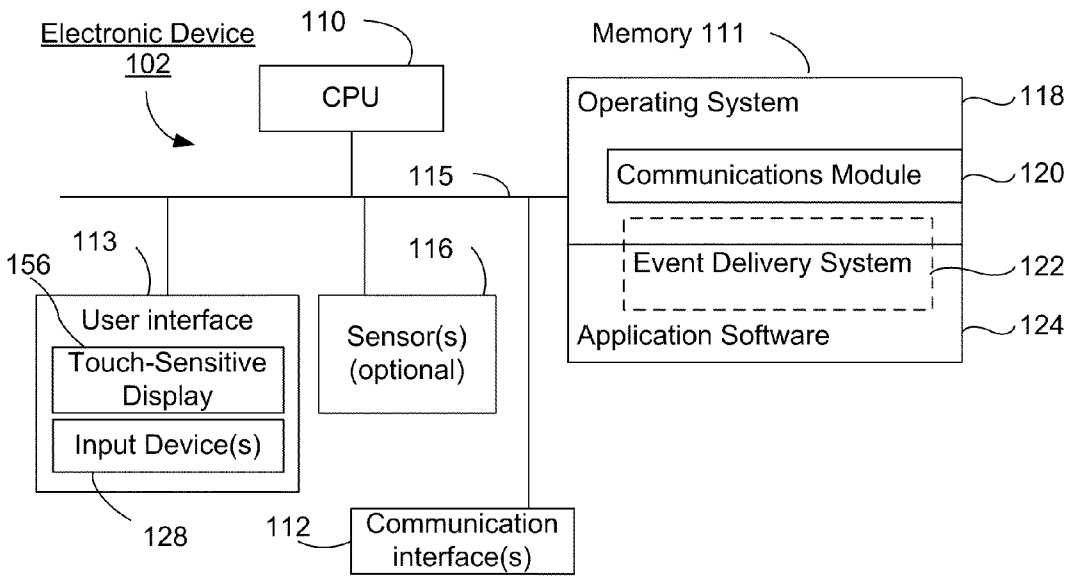 Electronic Device
102
110
CPU
Memory 111
Operating System
118
Communications Module
120
115
Event Delivery System
122
Application Software
124
113
156
User interface
Touch-Sensitive
Display
Input Device(s)
128
116
Sensor(s)
(optional)
112
Communication
interface(s)